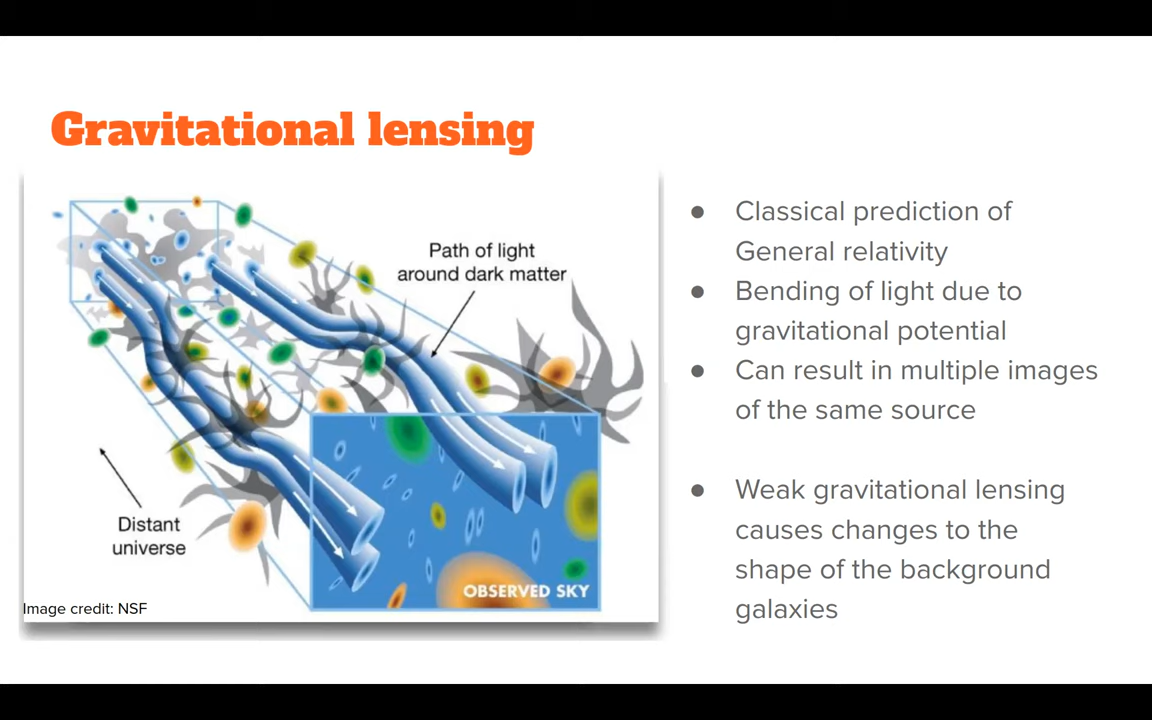 Gravitational lensing
Path of light
around dark matter
Distant
universe
OBSERVED SKY
Image credit: NSF
● Classical prediction of
General relativity
● Bending of light due to
gravitational potential
● Can result in multiple images
of the same source
● Weak gravitational lensing
causes changes to the
shape of the background
galaxies